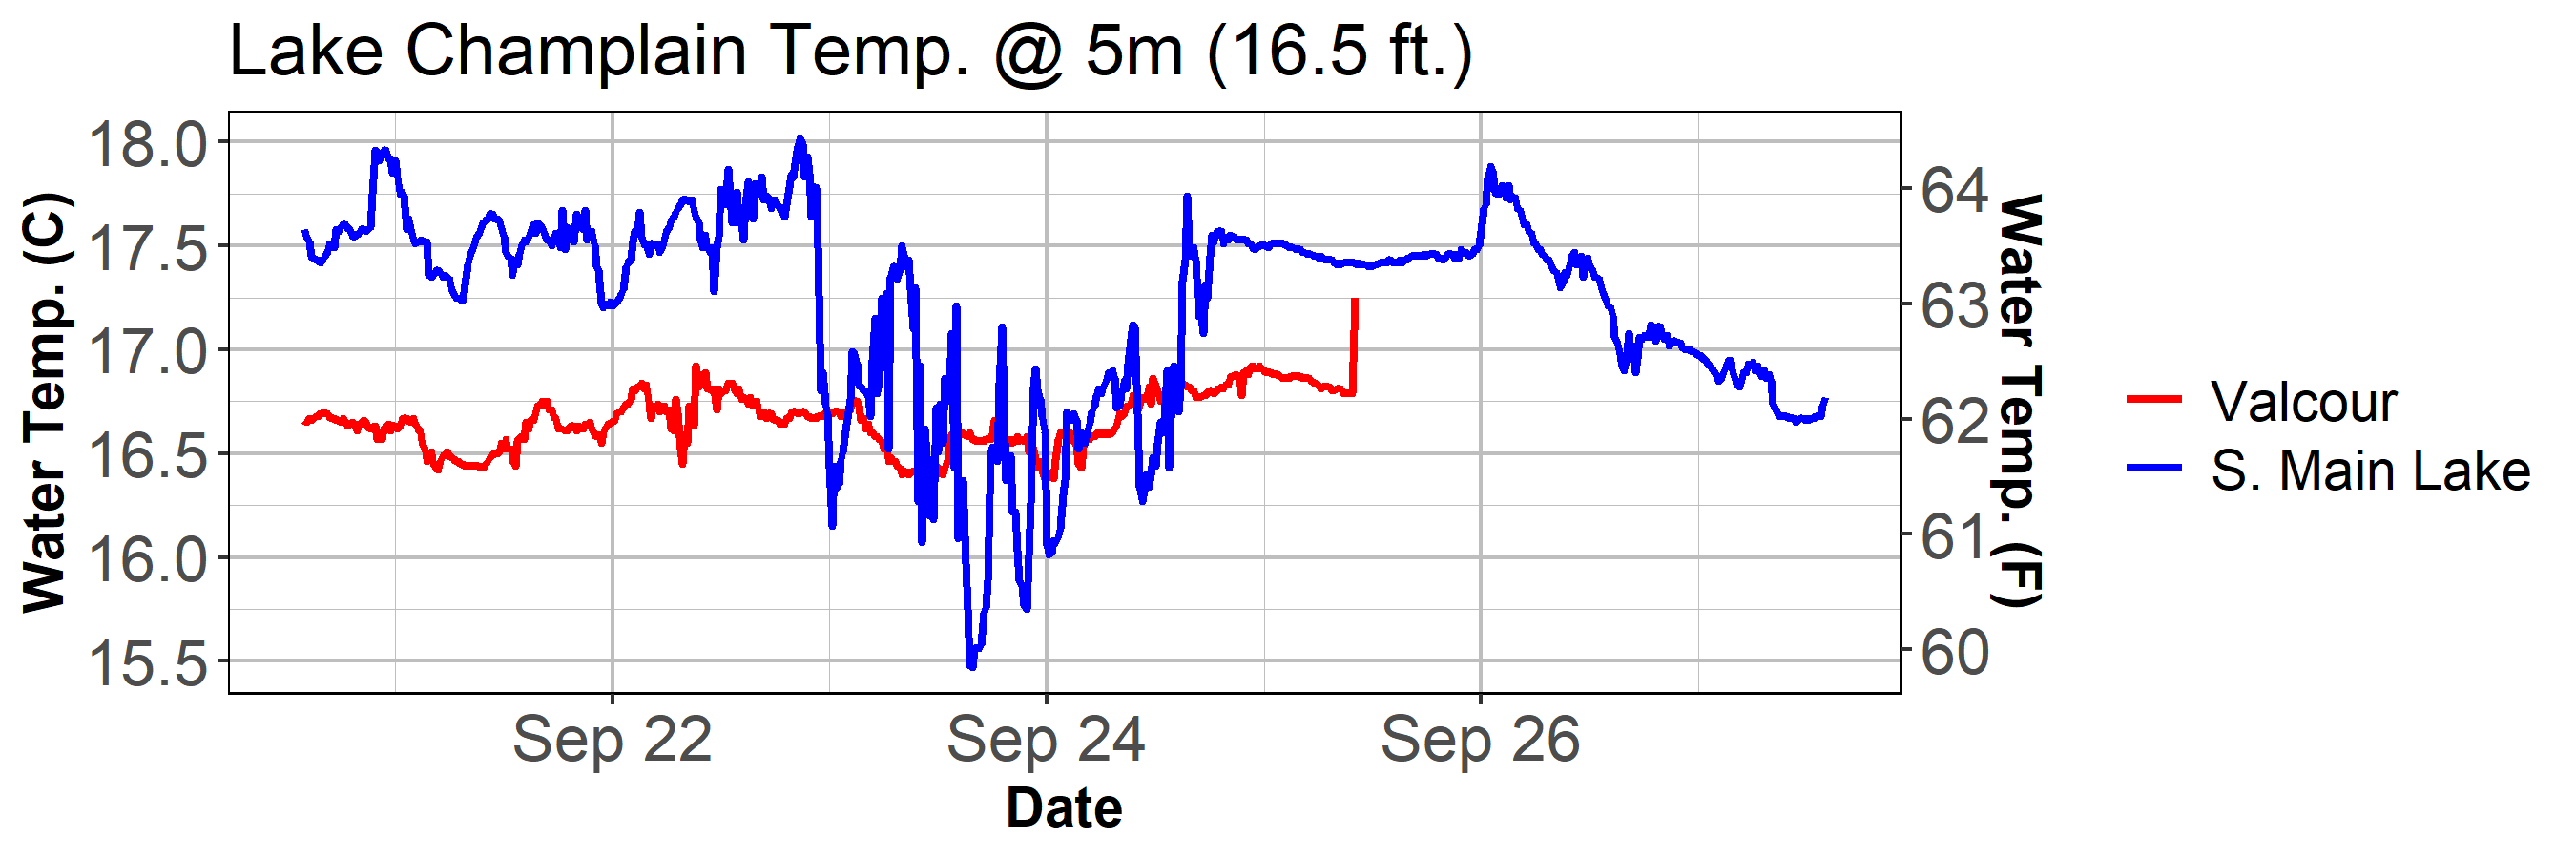 Lake Champlain Temp. @ 5m (16.5 ft.)
Water Temp. (C)
18.0
17.5
17.0
16.5
16.0
15.5
64
63
62
61
60
Water Temp. (F)
Sep 22 Sep 24 Sep 26
Date
Valcour
S. Main Lake